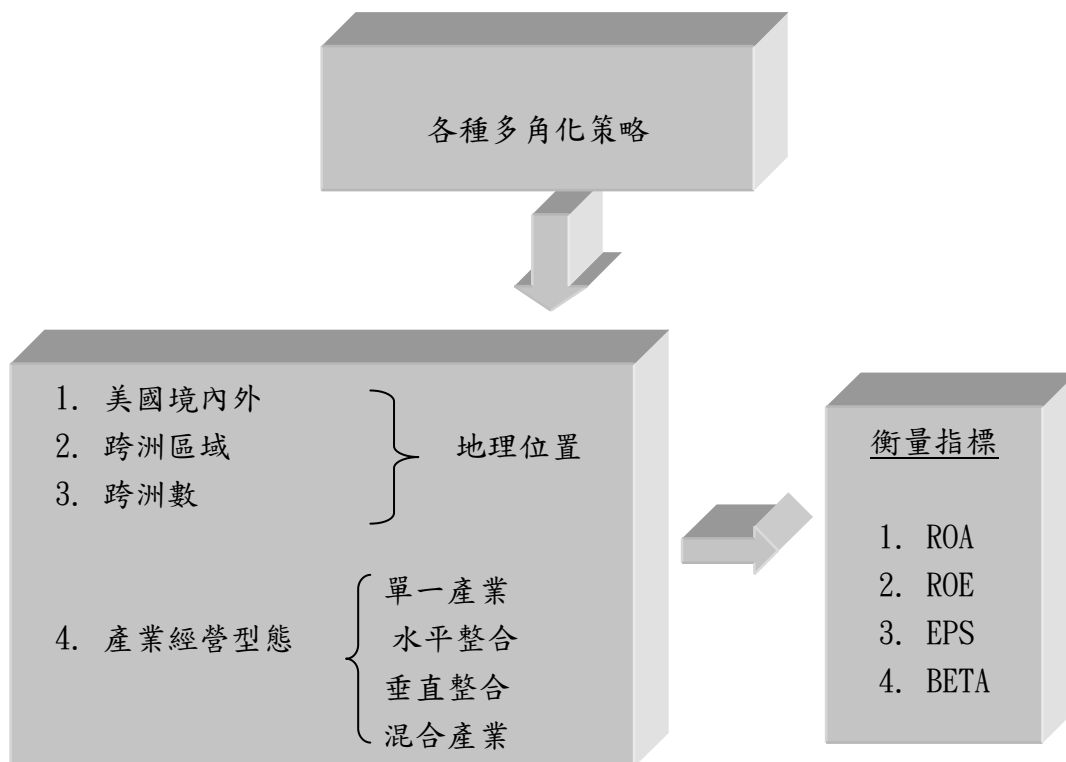 各種多角化策略
1. 美國境內外
2. 跨洲區域
3. 跨洲數
地理位置
4. 產業經營型態
單一產業
水平整合
垂直整合
混合產業
衡量指標
1. ROA
2. ROE
3. EPS
4. BETA